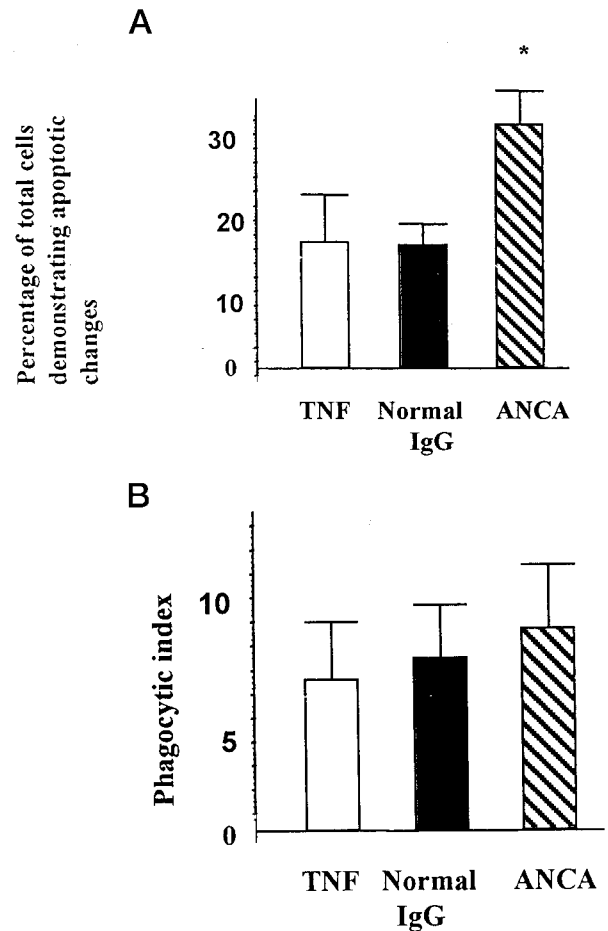 A
*
Percentage of total cells
demonstrating apoptotic
changes
30
20
10
0
TNF Normal ANCA
IgG
B
Phagocytic index
10
5
0
TNF Normal ANCA
IgG